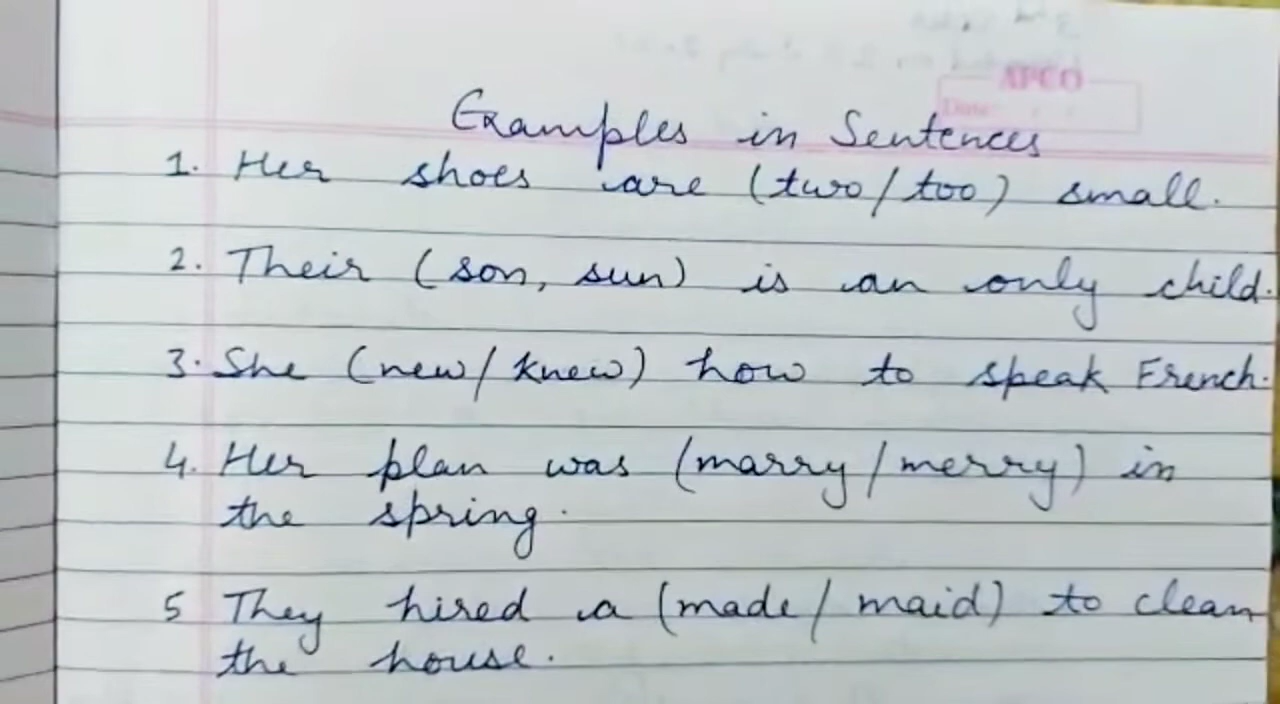 APCO
Date:
Examples in Sentences
1. Her shoes are (two/too) small.
2. Their (son, sun) is an only child.
3. She (new/knew) how to speak French.
4. Her plan was (marry/merry) in
the spring.
5 They hired a (made/maid) to clean
the house.